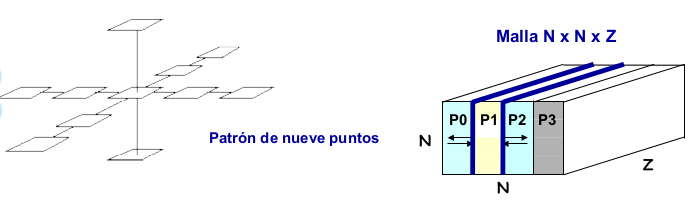 Malla N x N x Z
P0 P1 P2 P3
Patrón de nueve puntos
N
Z
N